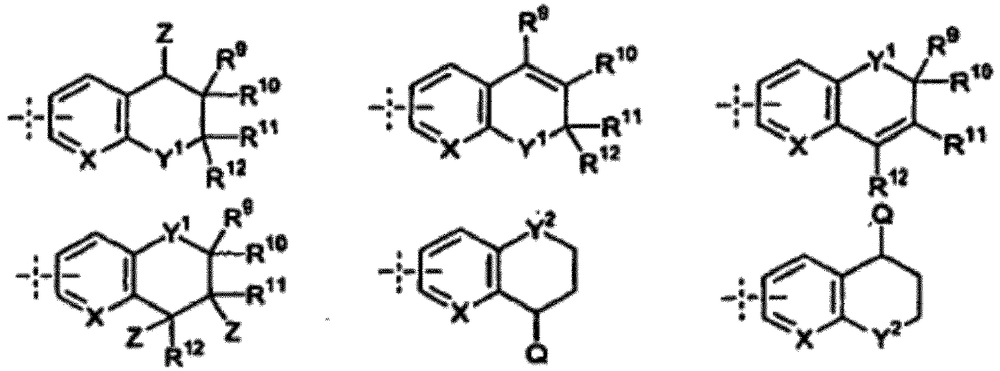 Z
R⁹
R¹⁰
R¹¹
R¹²
X
Y¹
R⁹
R¹⁰
R¹¹
R¹²
X
Y¹
Y¹
R⁹
R¹⁰
R¹¹
R¹²
X
Y¹
R⁹
R¹⁰
R¹¹
X
Z
Z
R¹²
Y²
X
Q
Q
X
Y²